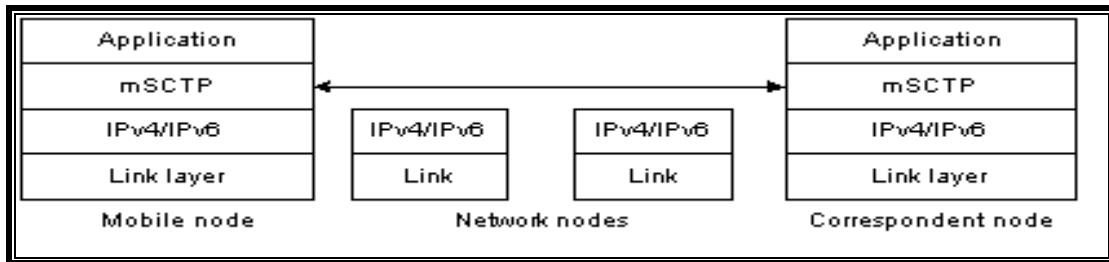 Application
mSCTP
IPv4/IPv6
Link layer
Mobile node
IPv4/IPv6
Link
IPv4/IPv6
Link
Network nodes
Application
mSCTP
IPv4/IPv6
Link layer
Correspondent node